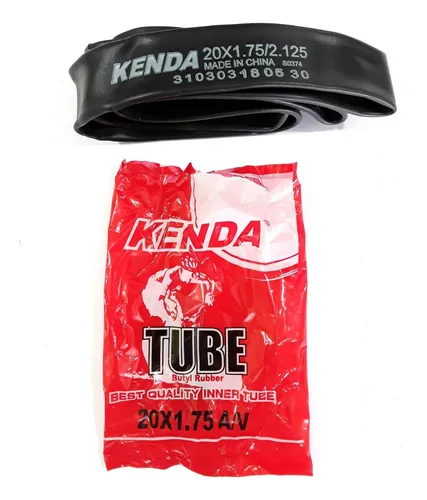 KENDA 20X1.75/2.125
MADE IN CHINA S0374
3103031805 30
KENDA
TUBE
Butyl Rubber
BEST QUALITY INNER TUBE
20X1.75 A/V